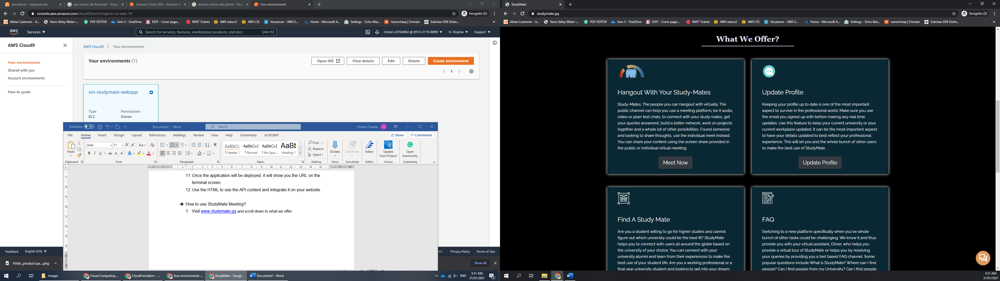 aws.drawio - diagrams.net
aws chime sdk flowchart - Googl
Amazon Chime SDK - Amazon W
amazon chime sdk github - Goog
Your environments
console.aws.amazon.com/cloud9/home?region=us-east-1#
Incognito (2)
Alinta Customer - A...
Yarra Valley Water :...
PDF EDITOR
Sem 3 - OneDrive
EDIT - Cover page...
RMIT Tickets
AWS educa1
AWS CIC
Vocareum - AWS E...
Home - Microsoft A...
Settings - Zoho Mai...
namecheap | Domain
Subclass 858 Distin...
aws
Services
Search for services, features, marketplace products, and docs
[Alt+S]
chetan-s3764882 @ 0912-2119-8899
N. Virginia
Support
AWS Cloud9
Your environments
Shared with you
Account environments
How-to guide
AWS Cloud9
Your environments
Your environments (1)
Open IDE
View details
Edit
Delete
Create environment
1
sm-studymate-webapp
Type
EC2
Permissions
Owner
AutoSave
Off
Document1 - Word
Search
Chetan Chawla
CC
File
Home
Insert
Design
Layout
References
Mailings
Review
View
Help
Grammarly
ACROBAT
Share
Comments
Paste
Clipboard
Arial
11
Font
Paragraph
AaBbCc
¶ Header 1
AaBbCcI
¶ Normal
AaBbCcI
¶ No Spac...
AaBb
Heading 1
Styles
Find
Replace
Select
Editing
Dictate
Voice
Sensitivity
Sensitivity
Editor
Editor
Update
from Project
Sensei
Open
Grammarly
Grammarly
11. Once the application will be deployed, it will show you the URL on the
terminal screen.
12. Use the HTML to use the API content and integrate it on your website.
➔ How to use StudyMate Meeting?
1. Visit www.studymate.gq and scroll down to what we offer
Feedback
English (US)
Privacy Policy
Terms of Use
FINAL_product-pa....png
Show all
Images
Cloud Computing ...
CloudFormation - ...
Your environments ...
StudyMate - Googl...
Document1 - Word
ENG
5:31 AM
31/01/2021
2
StudyMate
studymate.gq
Incognito (2)
Alinta Customer - A...
Yarra Valley Water :...
PDF EDITOR
Sem 3 - OneDrive
EDIT - Cover page...
RMIT Tickets
AWS educa1
AWS CIC
Vocareum - AWS E...
Home - Microsoft A...
Settings - Zoho Mai...
namecheap | Domain
Subclass 858 Distin...
What We Offer?
Hangout With Your Study-Mates
Study-Mates, The people you can hangout with virtually. The
public channel can help you use a meeting platform, be it audio,
video or plain text chats, to connect with your study mates, get
your queries answered, build a better network, work on projects
together and a whole lot of other possibilities. Found someone
and looking to share thoughts, use the individual meet instead.
You can share your content using the screen share provided in
the public or individual virtual meeting.
Meet Now
Update Profile
Keeping your profile up to date is one of the most important
aspect to survive in the professional world. Make sure you use
the email you signed up with before making any real time
updates. Use this feature to keep your current university or your
current workplace updated. It can be the most important aspect
to have your details updated to best reflect your professional
experience. This will let you and the whole bunch of other users
to make the best use of StudyMate.
Update Profile
Find A Study Mate
Are you a student willing to go for higher studies and cannot
figure out which university could be the best fit? StudyMate
helps you to connect with users all around the globe based on
the university of your choice. You can connect with your
university alumni and learn from their experiences to make the
best use of your student life. Are you a working professional or a
final year university student and looking to get into your dream
FAQ
Switching to a new platform specifically when you've whole
bunch of other tasks could be challenging. We know it and thus
provide you with your virtual assistant, Oliver, who helps you
provide a virtual tour of StudyMate or helps you by resolving
your queries by providing you a text based FAQ channel. Some
popular questions include What is StudyMate? Where can I find
people? Can I find people from my University? Can I find people
5:31 AM
31/01/2021